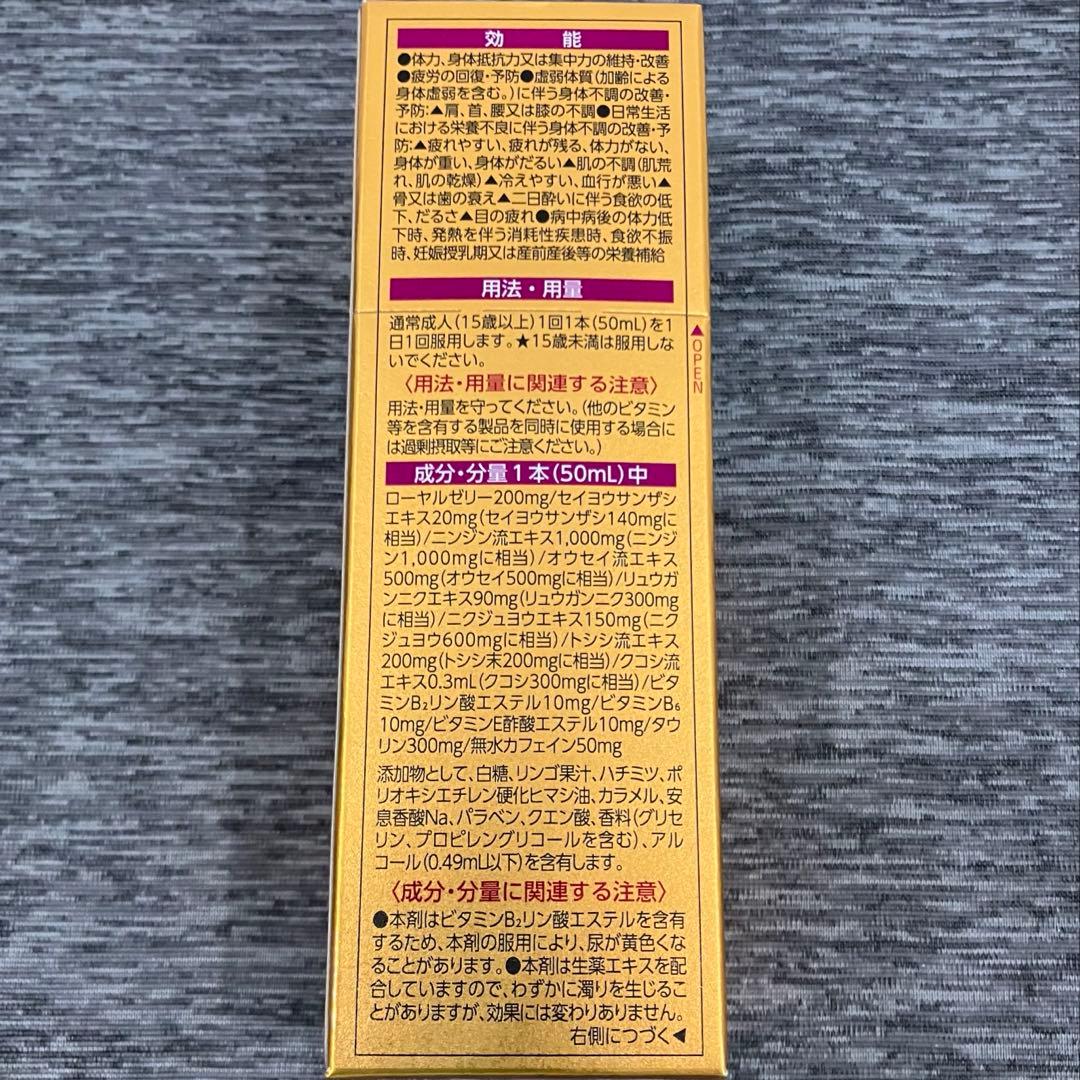 効 能
●体力、身体抵抗力又は集中力の維持・改善
●疲労の回復・予防●虚弱体質(加齢による
身体虚弱を含む。)に伴う身体不調の改善・
予防:▲肩、首、腰又は膝の不調●日常生活
における栄養不良に伴う身体不調の改善・予
防:▲疲れやすい、疲れが残る、体力がない、
身体が重い、身体がだるい▲肌の不調(肌荒
れ、肌の乾燥)▲冷えやすい、血行が悪い▲
骨又は歯の衰え▲二日酔いに伴う食欲の低
下、だるさ▲目の疲れ●病中病後の体力低
下時、発熱を伴う消耗性疾患時、食欲不振
時、妊娠授乳期又は産前産後等の栄養補給
用法・用量
通常成人(15歳以上)1回1本(50mL)を1
日1回服用します。★15歳未満は服用しな
いでください。
▲OPEN
〈用法・用量に関連する注意〉
用法・用量を守ってください。(他のビタミン
等を含有する製品を同時に使用する場合に
は過剰摂取等にご注意ください。)
成分・分量1本(50mL)中
ローヤルゼリー200mg/セイヨウサンザシ
エキス20mg(セイヨウサンザシ140mgに
相当)/ニンジン流エキス1,000mg(ニンジ
ン1,000mgに相当)/オウセイ流エキス
500mg(オウセイ500mgに相当)/リュウガ
ンニクエキス90mg(リュウガンニク300mg
に相当)/ニクジュヨウエキス150mg(ニク
ジュヨウ600mgに相当)/トシシ流エキス
200mg(トシシ末200mgに相当)/クコシ流
エキス0.3mL(クコシ300mgに相当)/ビタ
ミンB₂リン酸エステル10mg/ビタミンB₆
10mg/ビタミンE酢酸エステル10mg/タウ
リン300mg/無水カフェイン50mg
添加物として、白糖、リンゴ果汁、ハチミツ、ポ
リオキシエチレン硬化ヒマシ油、カラメル、安
息香酸Na、パラベン、クエン酸、香料(グリセ
リン、プロピレングリコールを含む)、アル
コール(0.49mL以下)を含有します。
〈成分・分量に関連する注意〉
●本剤はビタミンB₂リン酸エステルを含有
するため、本剤の服用により、尿が黄色くな
ることがあります。●本剤は生薬エキスを配
合していますので、わずかに濁りを生じるこ
とがありますが、効果には変わりありません。
右側につづく◀